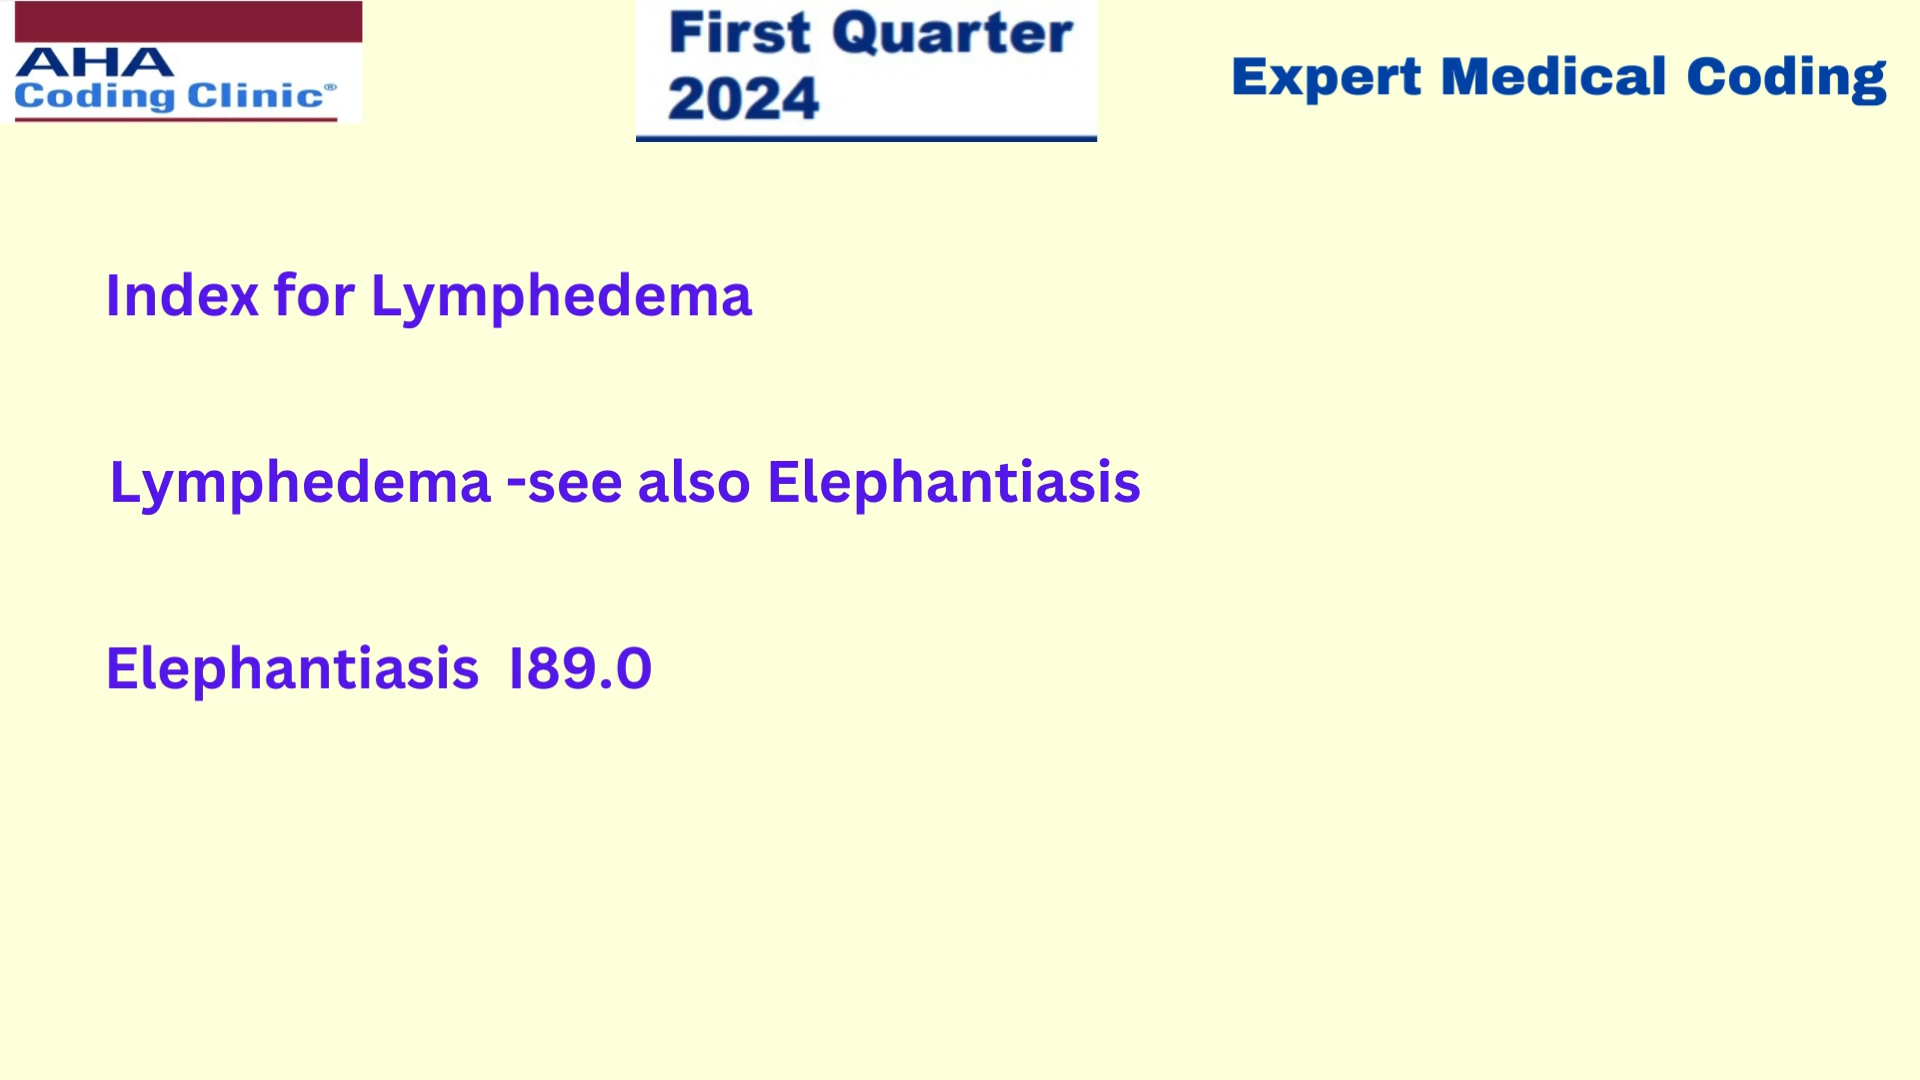 AHA
Coding Clinic®
First Quarter
2024
Expert Medical Coding
Index for Lymphedema
Lymphedema -see also Elephantiasis
Elephantiasis  I89.0